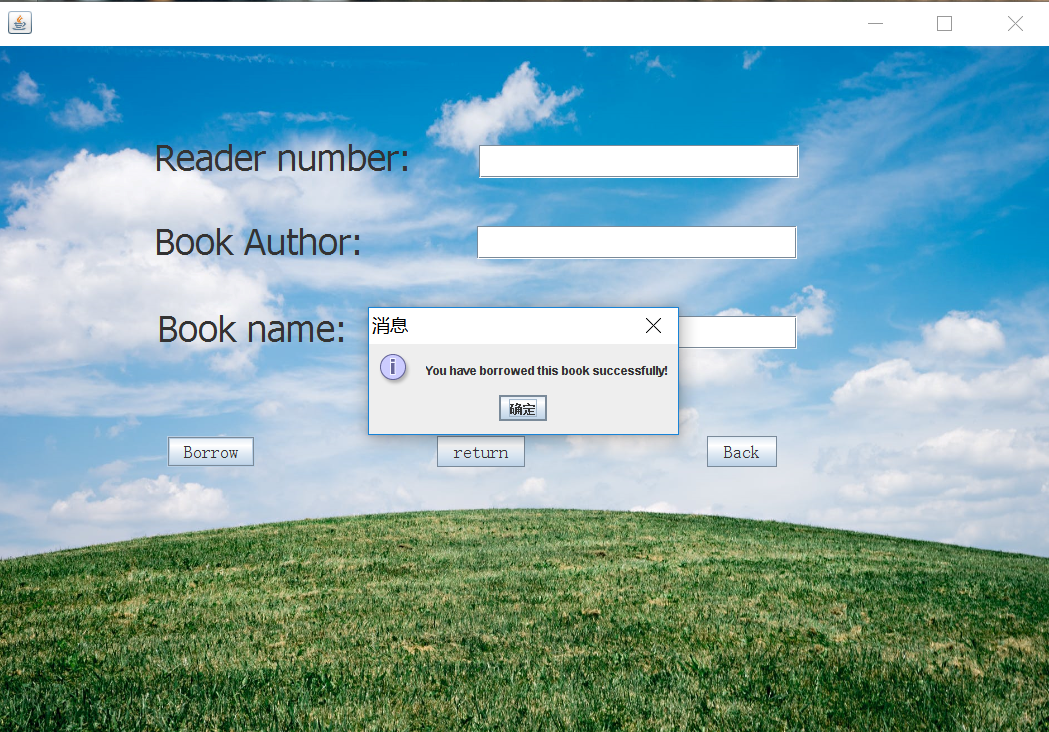 Reader number:
Book Author:
Book name:
消息
You have borrowed this book successfully!
确定
Borrow
return
Back